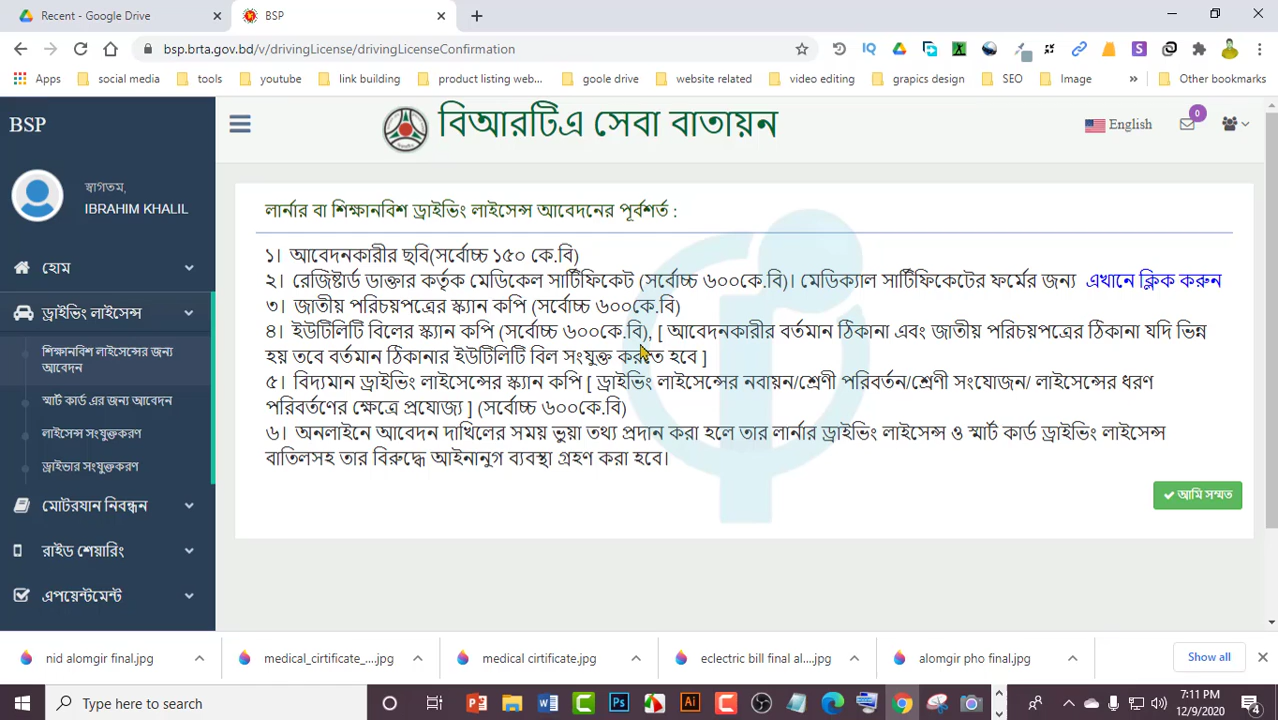 Recent - Google Drive
BSP
bsp.brta.gov.bd/v/drivingLicense/drivingLicenseConfirmation
Apps social media tools youtube link building product listing web... goole drive website related video editing grapics design SEO Image » Other bookmarks
BSP
বিআরটিএ সেবা বাতায়ন
English
0
স্বাগতম,
IBRAHIM KHALIL
হোম
ড্রাইভিং লাইসেন্স
শিক্ষানবিশ লাইসেন্সের জন্য
আবেদন
স্মার্ট কার্ড এর জন্য আবেদন
লাইসেন্স সংযুক্তকরণ
ড্রাইভার সংযুক্তকরণ
মোটরযান নিবন্ধন
রাইড শেয়ারিং
এপয়েন্টমেন্ট
লার্নার বা শিক্ষানবিশ ড্রাইভিং লাইসেন্স আবেদনের পূর্বশর্ত :
১। আবেদনকারীর ছবি(সর্বোচ্চ ১৫০ কে.বি)
২। রেজিষ্টার্ড ডাক্তার কর্তৃক মেডিকেল সার্টিফিকেট (সর্বোচ্চ ৬০০কে.বি)। মেডিক্যাল সার্টিফিকেটের ফর্মের জন্য এখানে ক্লিক করুন
৩। জাতীয় পরিচয়পত্রের স্ক্যান কপি (সর্বোচ্চ ৬০০কে.বি)
৪। ইউটিলিটি বিলের স্ক্যান কপি (সর্বোচ্চ ৬০০কে.বি), [ আবেদনকারীর বর্তমান ঠিকানা এবং জাতীয় পরিচয়পত্রের ঠিকানা যদি ভিন্ন
হয় তবে বর্তমান ঠিকানার ইউটিলিটি বিল সংযুক্ত করতে হবে ]
৫। বিদ্যমান ড্রাইভিং লাইসেন্সের স্ক্যান কপি [ ড্রাইভিং লাইসেন্সের নবায়ন/শ্রেণী পরিবর্তন/শ্রেণী সংযোজন/ লাইসেন্সের ধরণ
পরিবর্তণের ক্ষেত্রে প্রযোজ্য ] (সর্বোচ্চ ৬০০কে.বি)
৬। অনলাইনে আবেদন দাখিলের সময় ভুয়া তথ্য প্রদান করা হলে তার লার্নার ড্রাইভিং লাইসেন্স ও স্মার্ট কার্ড ড্রাইভিং লাইসেন্স
বাতিলসহ তার বিরুদ্ধে আইনানুগ ব্যবস্থা গ্রহণ করা হবে।
আমি সম্মত
nid alomgir final.jpg
medical_cirtificate_....jpg
medical cirtificate.jpg
eclectric bill final al....jpg
alomgir pho final.jpg
Show all
Type here to search
7:11 PM
12/9/2020
4